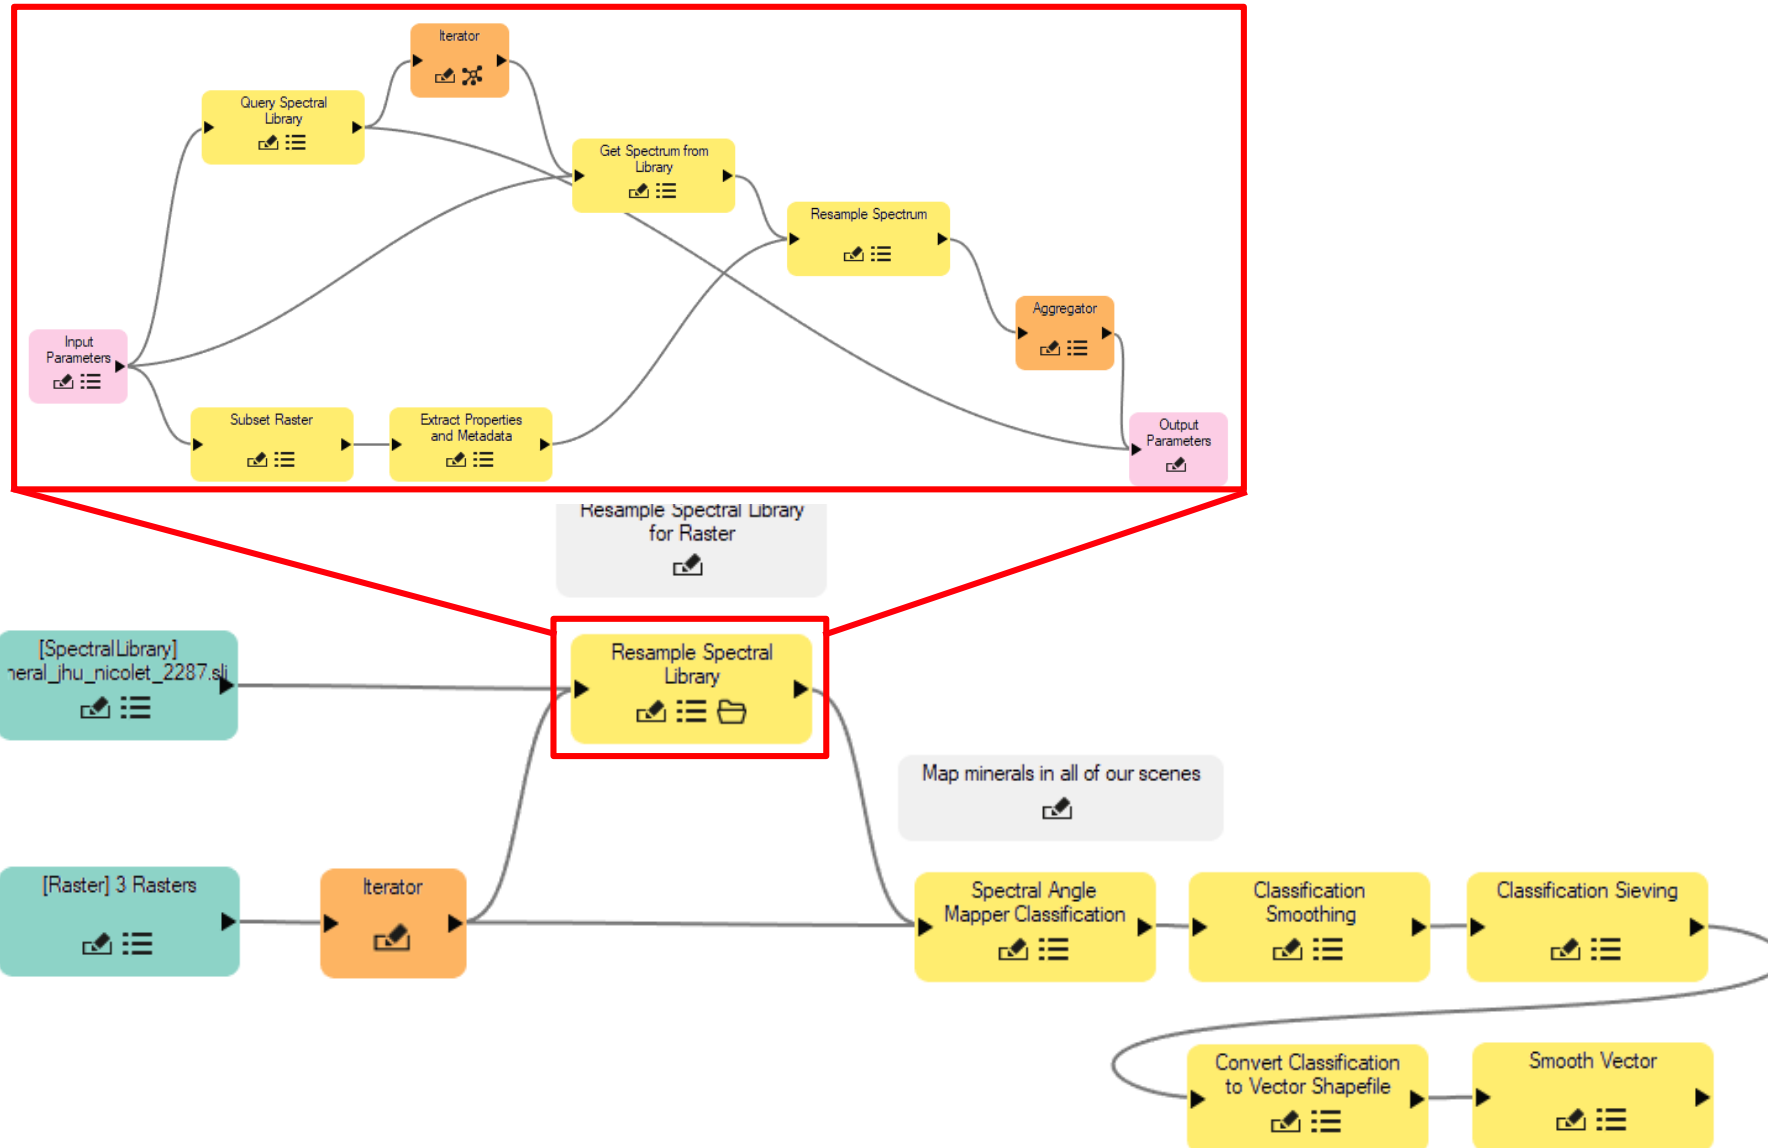 Iterator
Query Spectral
Library
Get Spectrum from
Library
Resample Spectrum
Aggregator
Input
Parameters
Subset Raster
Extract Properties
and Metadata
Output
Parameters
Resample Spectral Library
for Raster
[SpectralLibrary]
neral_jhu_nicolet_2287.sli
Resample Spectral
Library
Map minerals in all of our scenes
[Raster] 3 Rasters
Iterator
Spectral Angle
Mapper Classification
Classification
Smoothing
Classification Sieving
Convert Classification
to Vector Shapefile
Smooth Vector